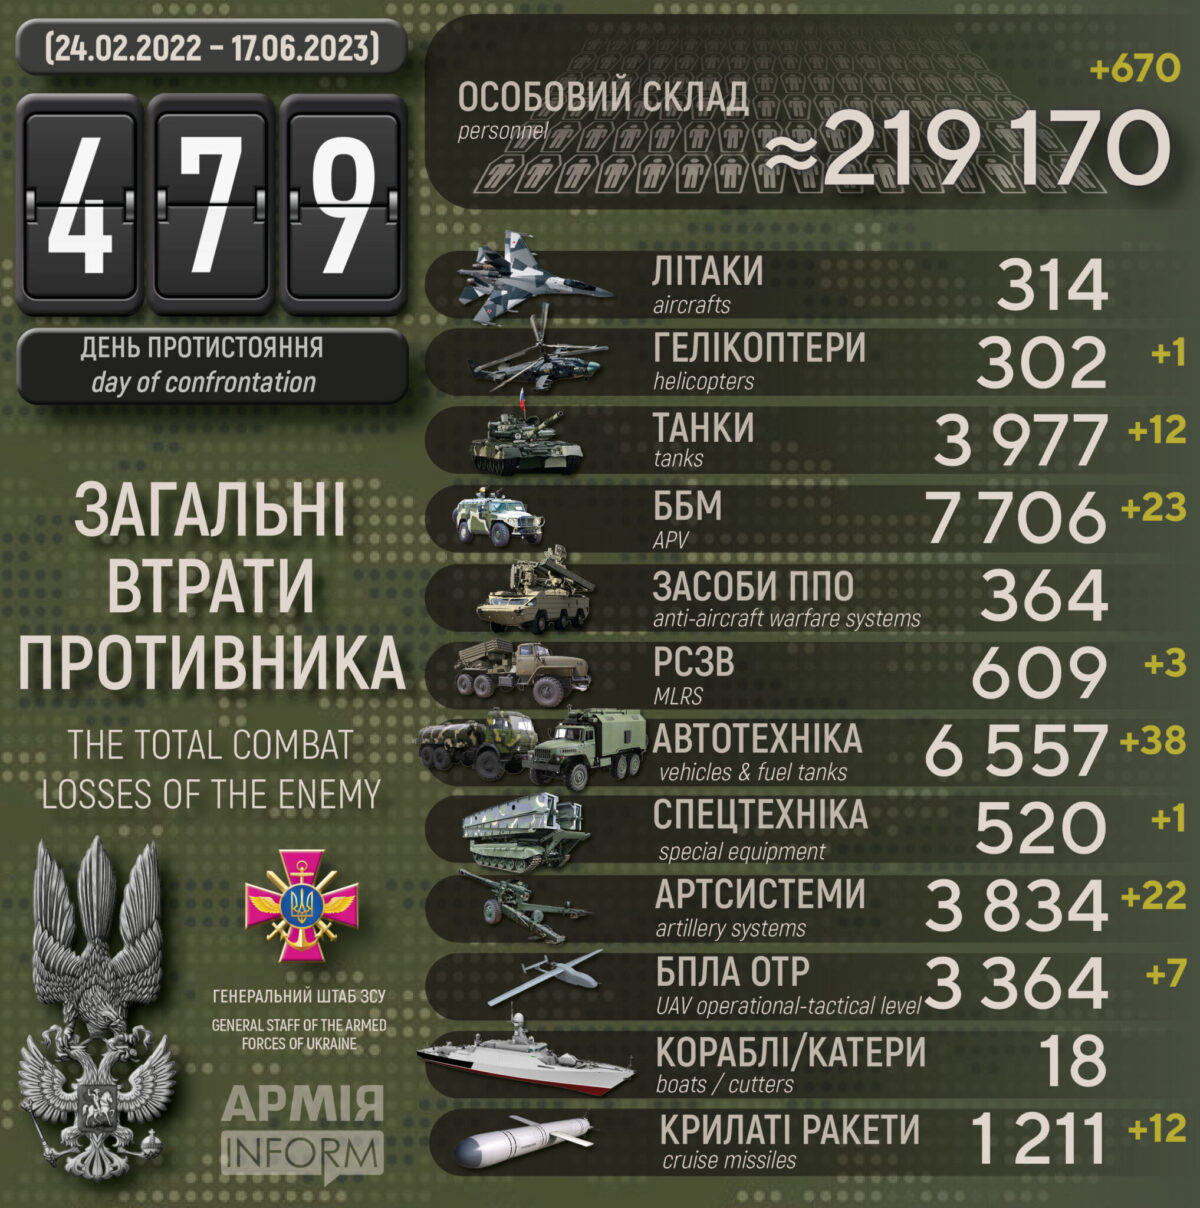 (24.02.2022 – 17.06.2023)
479
ДЕНЬ ПРОТИСТОЯННЯ
day of confrontation
ЗАГАЛЬНІ
ВТРАТИ
ПРОТИВНИКА
THE TOTAL COMBAT
LOSSES OF THE ENEMY
ГЕНЕРАЛЬНИЙ ШТАБ ЗСУ
GENERAL STAFF OF THE ARMED
FORCES OF UKRAINE
АРМІЯ
INFORM
+670
ОСОБОВИЙ СКЛАД
personnel
≈219 170
ЛІТАКИ
aircrafts
314
ГЕЛІКОПТЕРИ
helicopters
302
+1
ТАНКИ
tanks
3 977
+12
ББМ
APV
7 706
+23
ЗАСОБИ ППО
anti-aircraft warfare systems
364
РСЗВ
MLRS
609
+3
АВТОТЕХНІКА
vehicles & fuel tanks
6 557
+38
СПЕЦТЕХНІКА
special equipment
520
+1
АРТСИСТЕМИ
artillery systems
3 834
+22
БПЛА ОТР
UAV operational-tactical level
3 364
+7
КОРАБЛІ/КАТЕРИ
boats / cutters
18
КРИЛАТІ РАКЕТИ
cruise missiles
1 211
+12